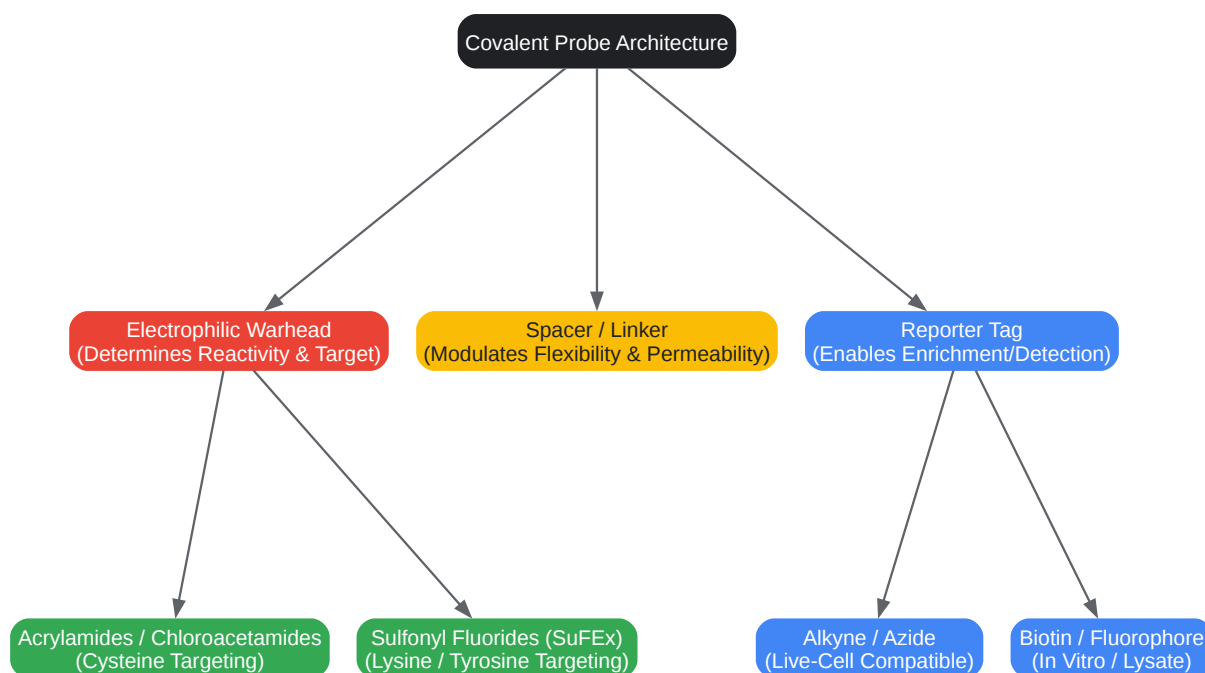 Covalent Probe Architecture
Electrophilic Warhead
(Determines Reactivity & Target)
Spacer / Linker
(Modulates Flexibility & Permeability)
Reporter Tag
(Enables Enrichment/Detection)
Acrylamides / Chloroacetamides
(Cysteine Targeting)
Sulfonyl Fluorides (SuFEx)
(Lysine / Tyrosine Targeting)
Alkyne / Azide
(Live-Cell Compatible)
Biotin / Fluorophore
(In Vitro / Lysate)